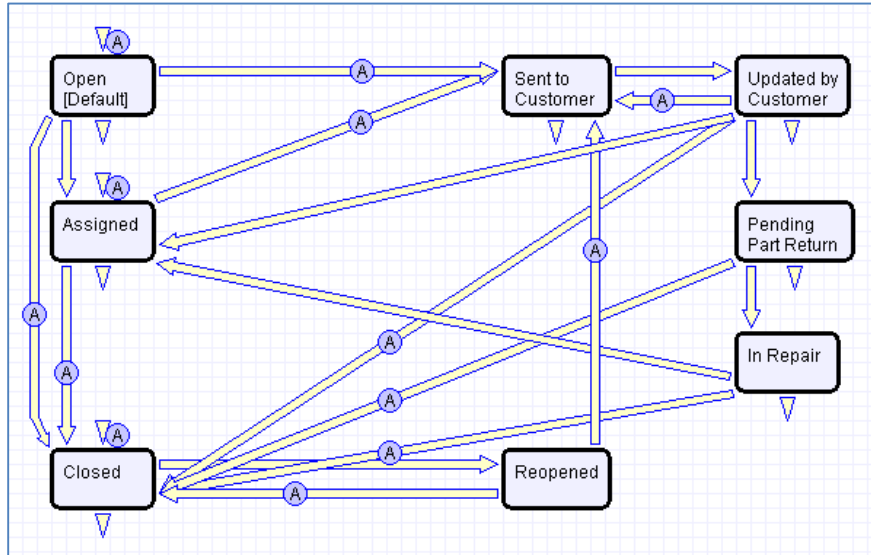 A
Open
[Default]
A
Sent to
Customer
Updated by
Customer
A
A
A
Assigned
Pending
Part Return
A
A
A
In Repair
A
A
A
Closed
A
Reopened
A